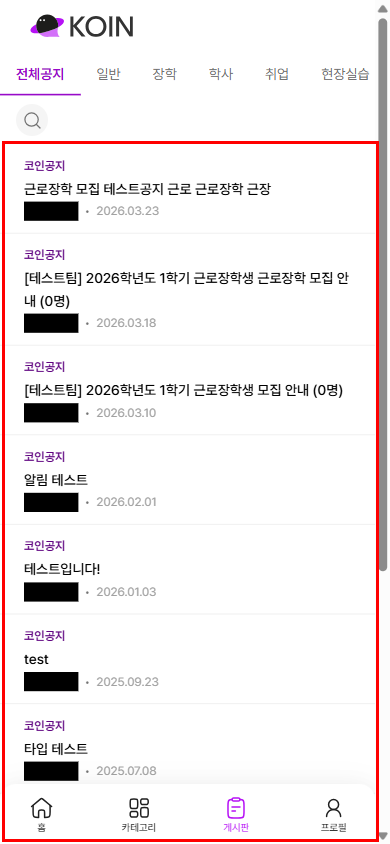 KOIN
전체공지 일반 장학 학사 취업 현장실습
코인공지
근로장학 모집 테스트공지 근로 근로장학 근장
• 2026.03.23
코인공지
[테스트팀] 2026학년도 1학기 근로장학생 근로장학 모집 안
내 (0명)
• 2026.03.18
코인공지
[테스트팀] 2026학년도 1학기 근로장학생 모집 안내 (0명)
• 2026.03.10
코인공지
알림 테스트
• 2026.02.01
코인공지
테스트입니다!
• 2026.01.03
코인공지
test
• 2025.09.23
코인공지
타입 테스트
• 2025.07.08
홈 카테고리 게시판 프로필